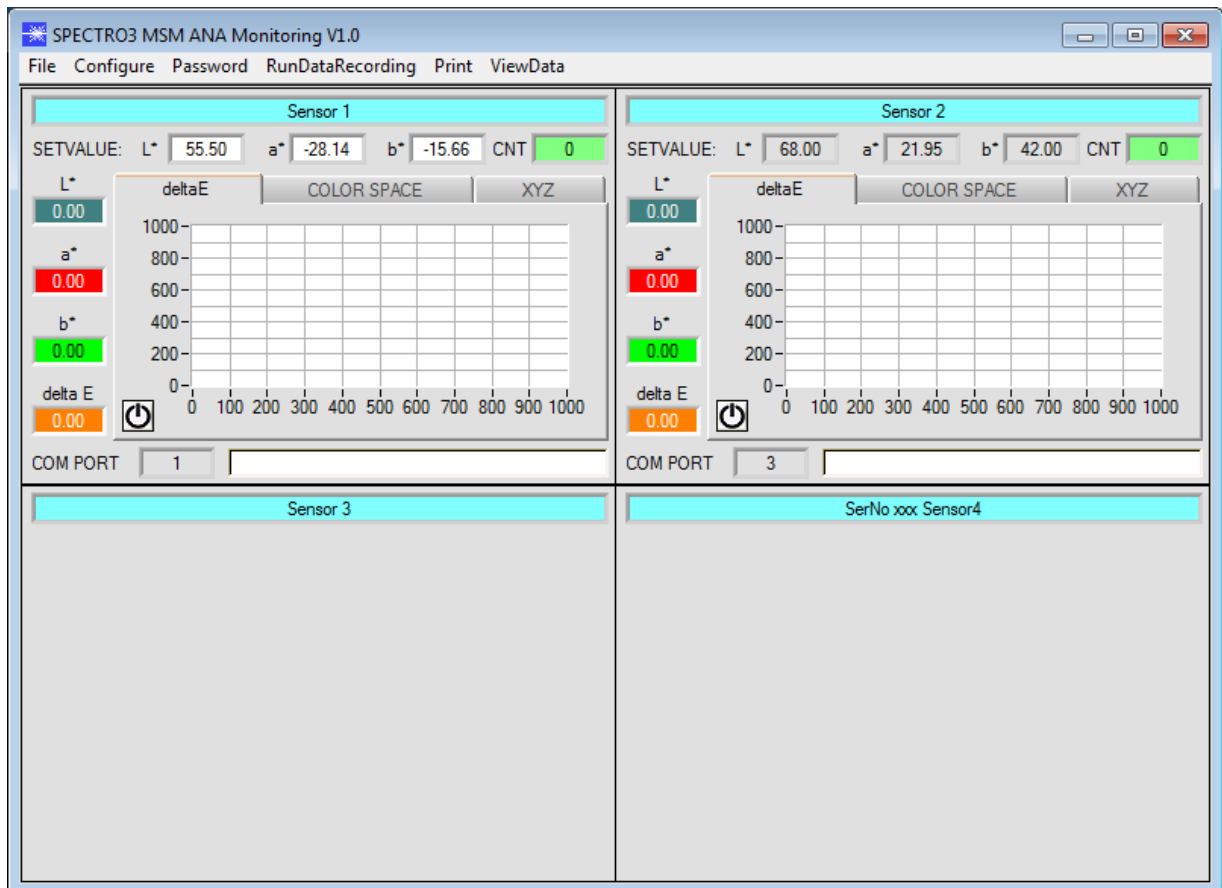 SPECTRO3 MSM ANA Monitoring V1.0
File Configure Password RunDataRecording Print ViewData
Sensor 1
SETVALUE: L* 55.50 a* -28.14 b* -15.66 CNT 0
L*
0.00
a*
0.00
b*
0.00
delta E
0.00
deltaE COLOR SPACE XYZ
1000
800
600
400
200
0
0 100 200 300 400 500 600 700 800 900 1000
COM PORT 1
Sensor 2
SETVALUE: L* 68.00 a* 21.95 b* 42.00 CNT 0
L*
0.00
a*
0.00
b*
0.00
delta E
0.00
deltaE COLOR SPACE XYZ
1000
800
600
400
200
0
0 100 200 300 400 500 600 700 800 900 1000
COM PORT 3
Sensor 3
SerNo xxx Sensor4